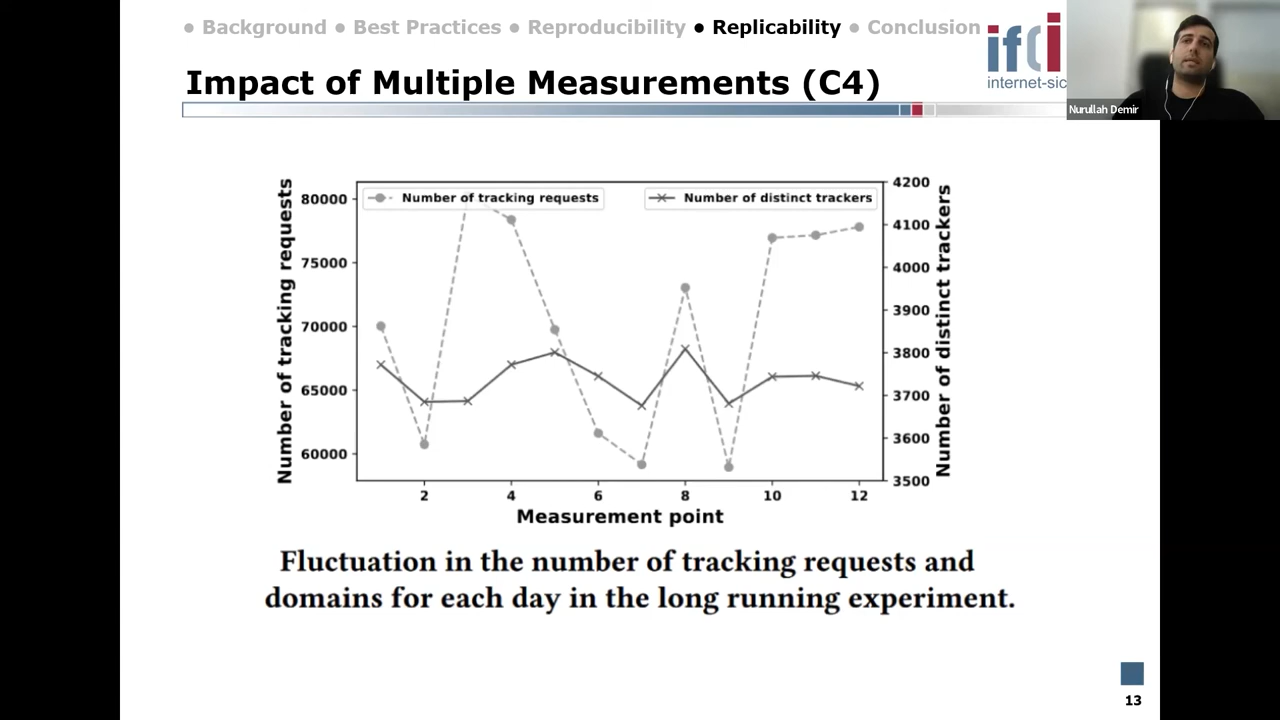 ● Background ● Best Practices ● Reproducibility ● Replicability ● Conclusion
ifi
internet-sic
Impact of Multiple Measurements (C4)
Nurullah Demir
Number of tracking requests
Number of distinct trackers
80000
75000
70000
65000
60000
Number of tracking requests
4200
4100
4000
3900
3800
3700
3600
3500
Number of distinct trackers
2 4 6 8 10 12
Measurement point
Fluctuation in the number of tracking requests and
domains for each day in the long running experiment.
13